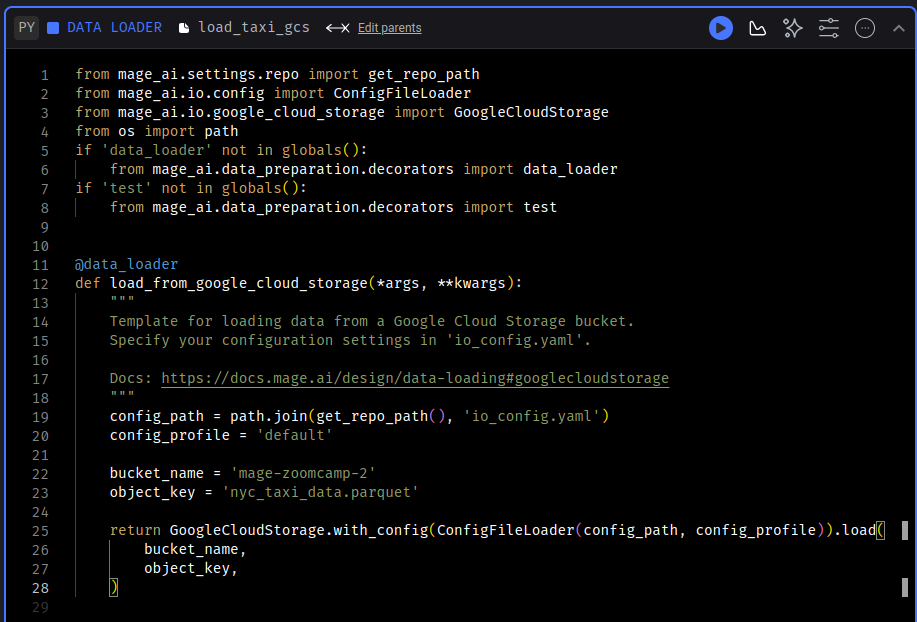 PY DATA LOADER load_taxi_gcs Edit parents
1 from mage_ai.settings.repo import get_repo_path
2 from mage_ai.io.config import ConfigFileLoader
3 from mage_ai.io.google_cloud_storage import GoogleCloudStorage
4 from os import path
5 if 'data_loader' not in globals():
6     from mage_ai.data_preparation.decorators import data_loader
7 if 'test' not in globals():
8     from mage_ai.data_preparation.decorators import test
9
10
11 @data_loader
12 def load_from_google_cloud_storage(*args, **kwargs):
13     """
14     Template for loading data from a Google Cloud Storage bucket.
15     Specify your configuration settings in 'io_config.yaml'.
16
17     Docs: https://docs.mage.ai/design/data-loading#googlecloudstorage
18     """
19     config_path = path.join(get_repo_path(), 'io_config.yaml')
20     config_profile = 'default'
21
22     bucket_name = 'mage-zoomcamp-2'
23     object_key = 'nyc_taxi_data.parquet'
24
25     return GoogleCloudStorage.with_config(ConfigFileLoader(config_path, config_profile)).load(
26         bucket_name,
27         object_key,
28     )
29